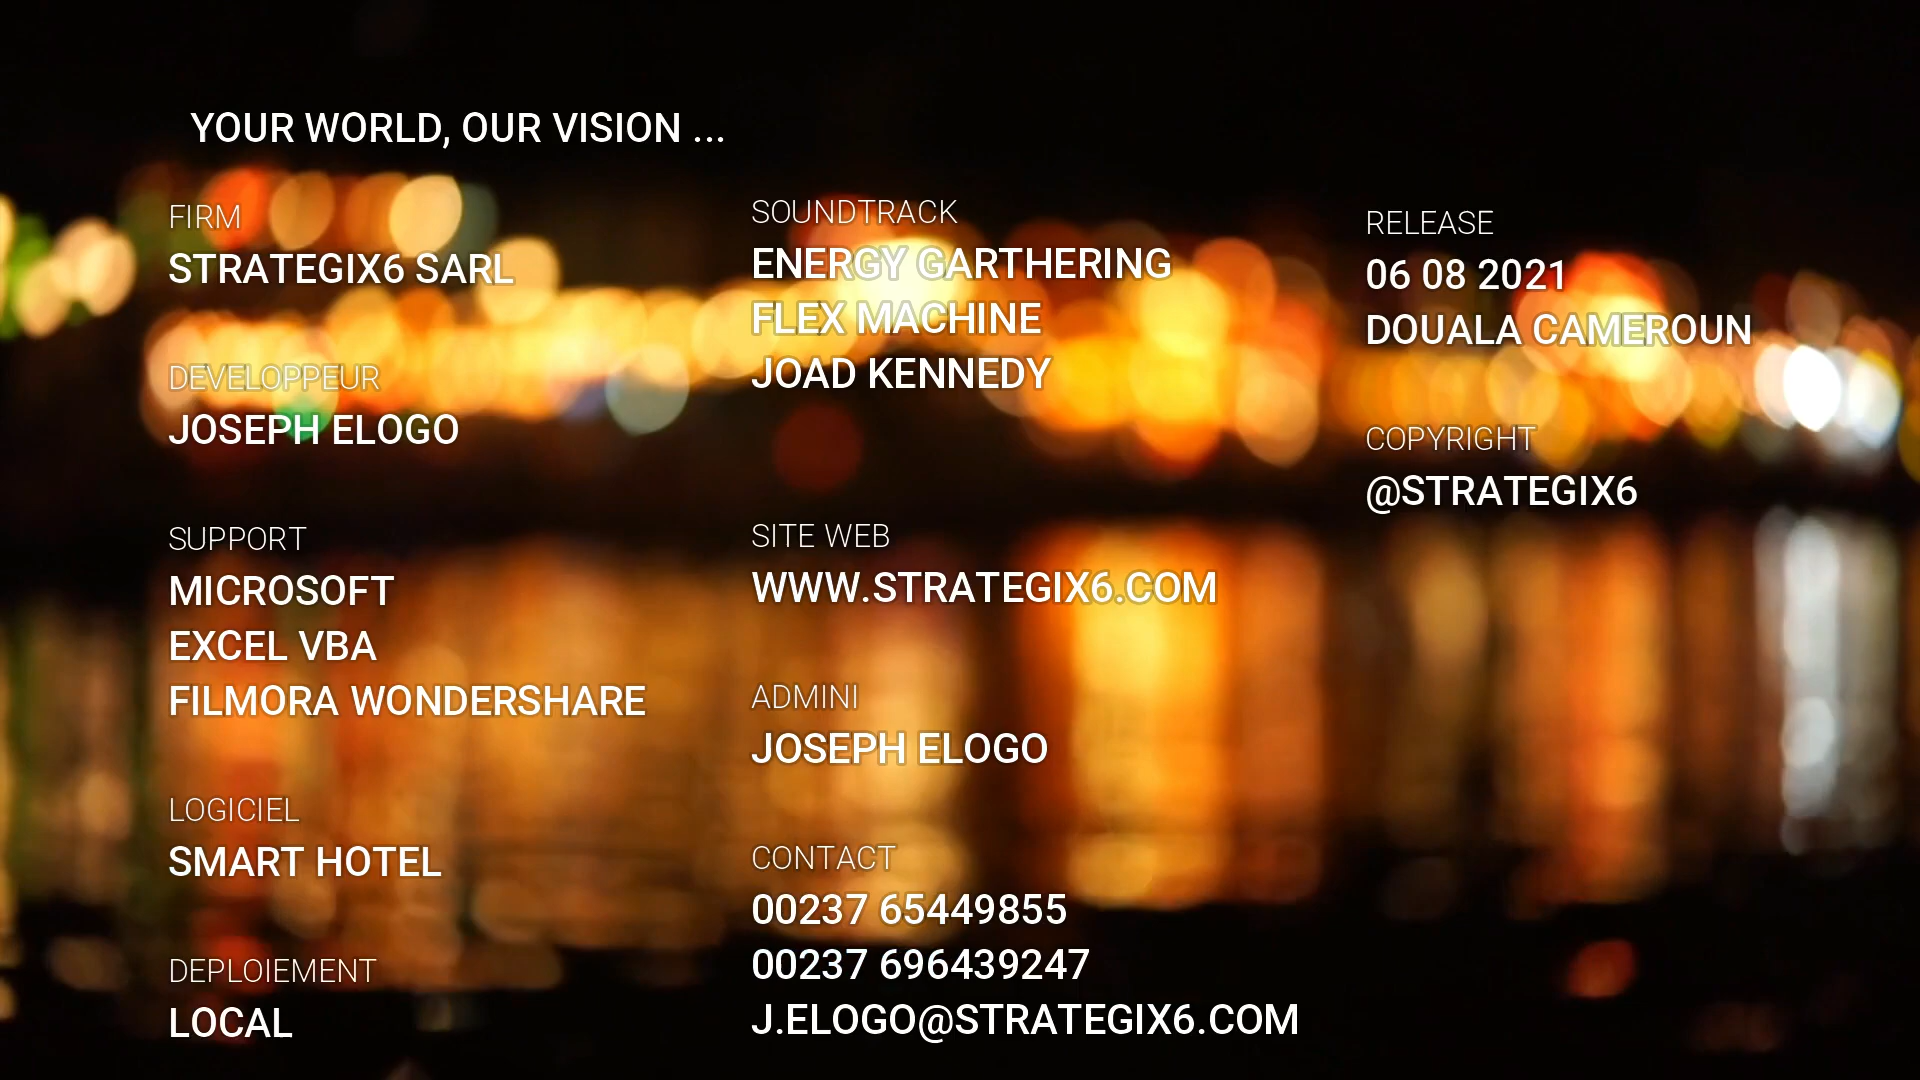 YOUR WORLD, OUR VISION ...
FIRM
STRATEGIX6 SARL
DEVELOPPEUR
JOSEPH ELOGO
SUPPORT
MICROSOFT
EXCEL VBA
FILMORA WONDERSHARE
LOGICIEL
SMART HOTEL
DEPLOIEMENT
LOCAL
SOUNDTRACK
ENERGY GARTHERING
FLEX MACHINE
JOAD KENNEDY
SITE WEB
WWW.STRATEGIX6.COM
ADMINI
JOSEPH ELOGO
CONTACT
00237 65449855
00237 696439247
J.ELOGO@STRATEGIX6.COM
RELEASE
06 08 2021
DOUALA CAMEROUN
COPYRIGHT
@STRATEGIX6